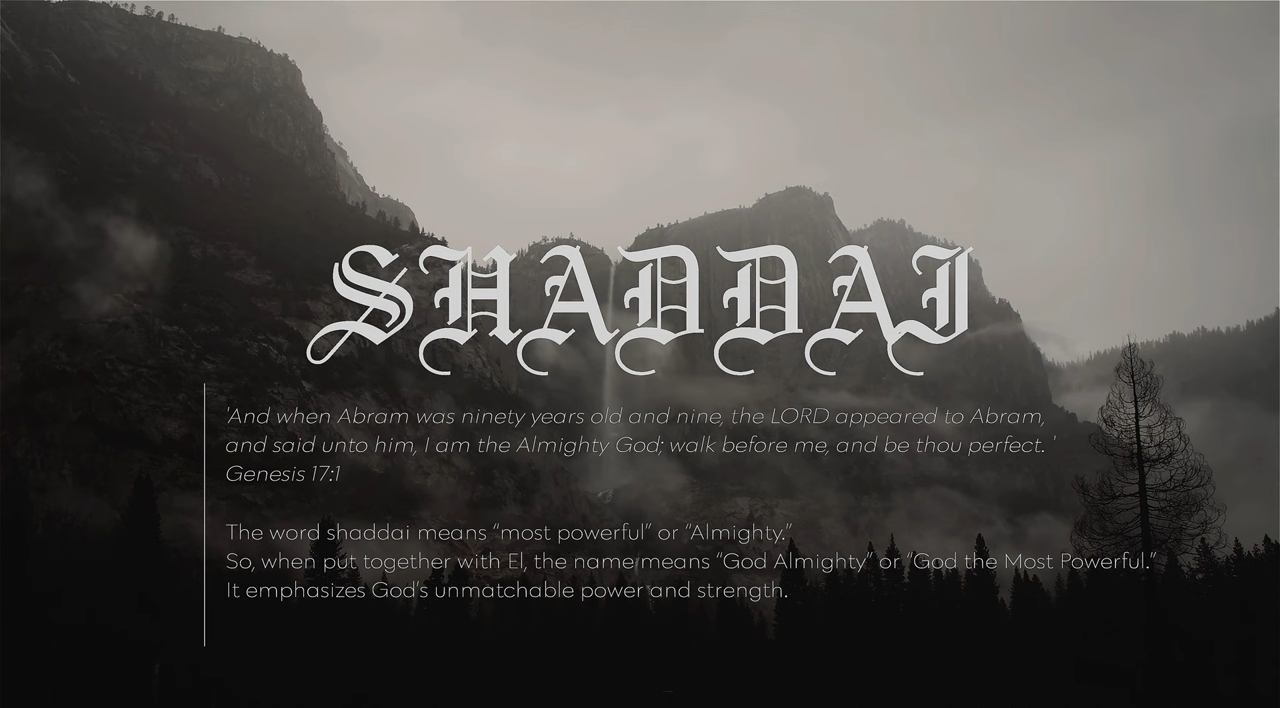 SHADDAI
'And when Abram was ninety years old and nine, the LORD appeared to Abram,
and said unto him, I am the Almighty God; walk before me, and be thou perfect. '
Genesis 17:1
The word shaddai means “most powerful” or “Almighty.”
So, when put together with El, the name means “God Almighty” or “God the Most Powerful.”
It emphasizes God's unmatchable power and strength.